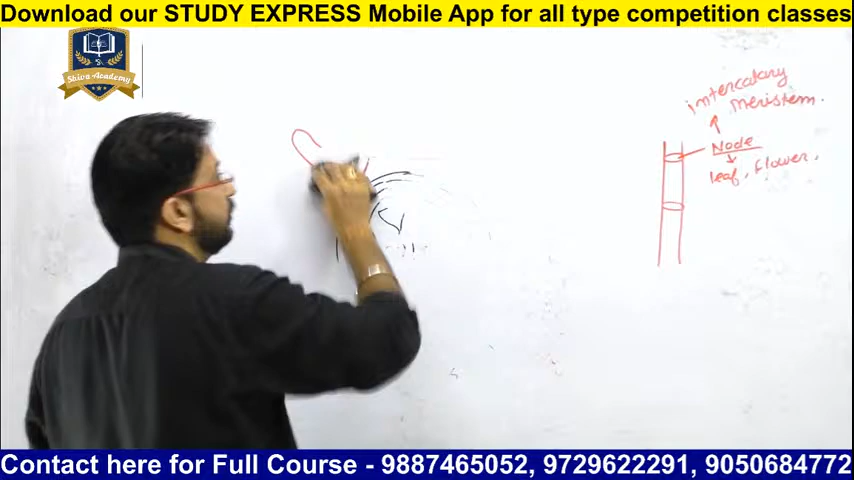 Download our STUDY EXPRESS Mobile App for all type competition classes
Shiva Academy
intercalary
meristem.
Node
leaf, flower.
Contact here for Full Course - 9887465052, 9729622291, 9050684772